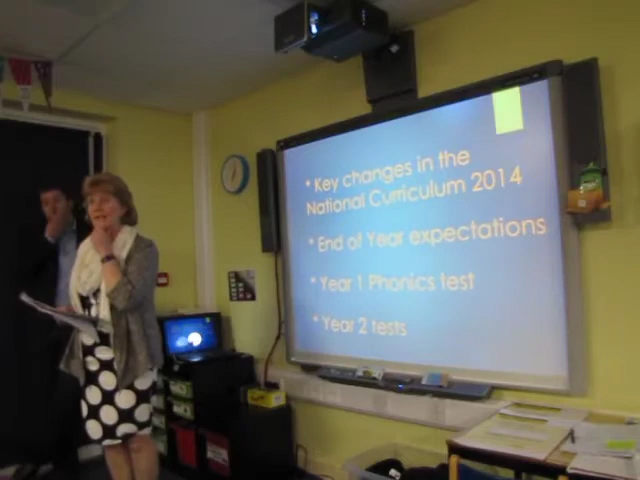 * Key changes in the
National Curriculum 2014
* End of Year expectations
* Year 1 Phonics test
* Year 2 tests